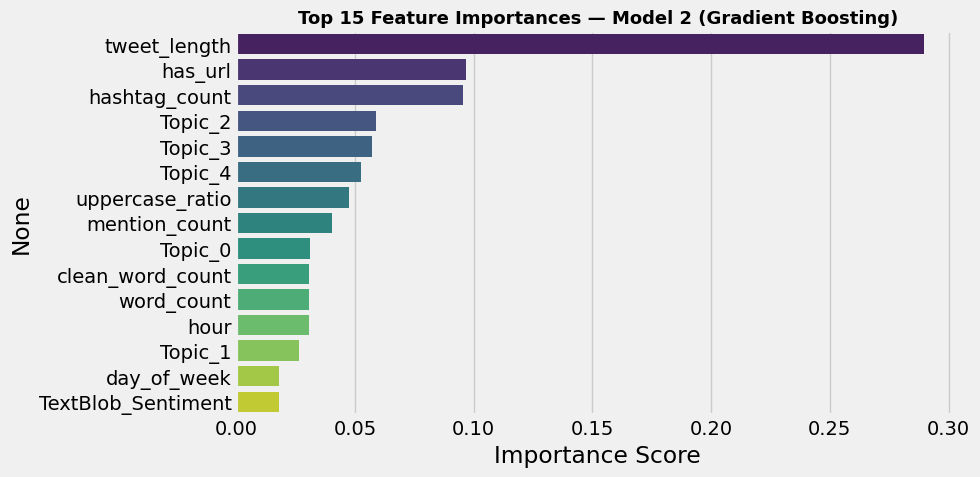 Top 15 Feature Importances — Model 2 (Gradient Boosting)
tweet_length
has_url
hashtag_count
Topic_2
Topic_3
Topic_4
uppercase_ratio
mention_count
Topic_0
clean_word_count
word_count
hour
Topic_1
day_of_week
TextBlob_Sentiment
None
0.00 0.05 0.10 0.15 0.20 0.25 0.30
Importance Score